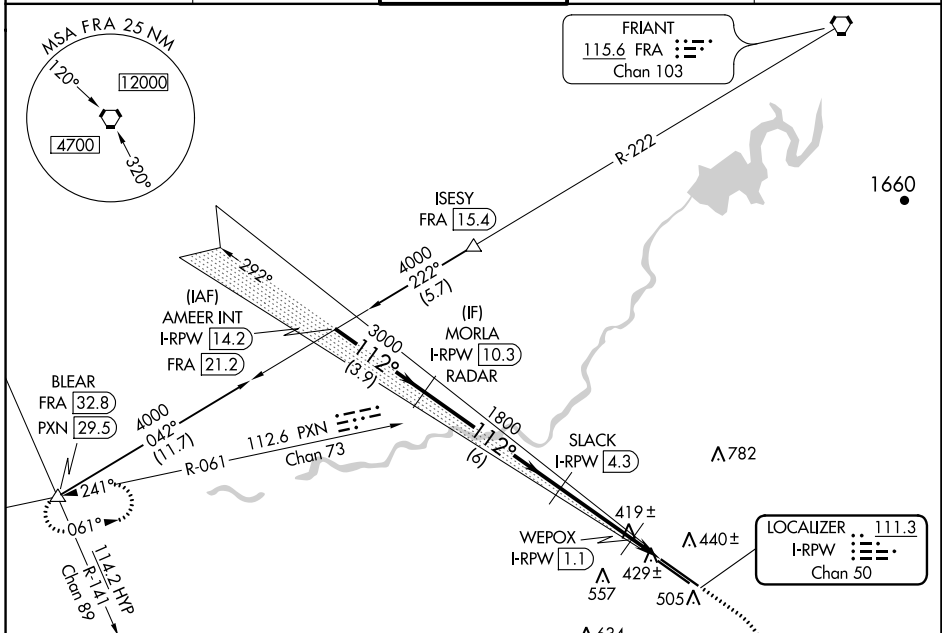 MSA FRA 25 NM
120°
12000
4700
320°
FRIANT
115.6 FRA
Chan 103
R-222
1660
ISESY
FRA 15.4
4000
222°
(5.7)
292°
(IAF)
AMEER INT
I-RPW 14.2
FRA 21.2
3000
112°
(3.9)
(IF)
MORLA
I-RPW 10.3
RADAR
BLEAR
FRA 32.8
PXN 29.5
4000
042°
(11.7)
R-061
112.6 PXN
Chan 73
1800
112°
(6)
SLACK
I-RPW 4.3
782
241°
061°
114.2 HYP
R-141
Chan 89
419±
WEPOX
I-RPW 1.1
440±
429±
557
505
LOCALIZER 111.3
I-RPW
Chan 50